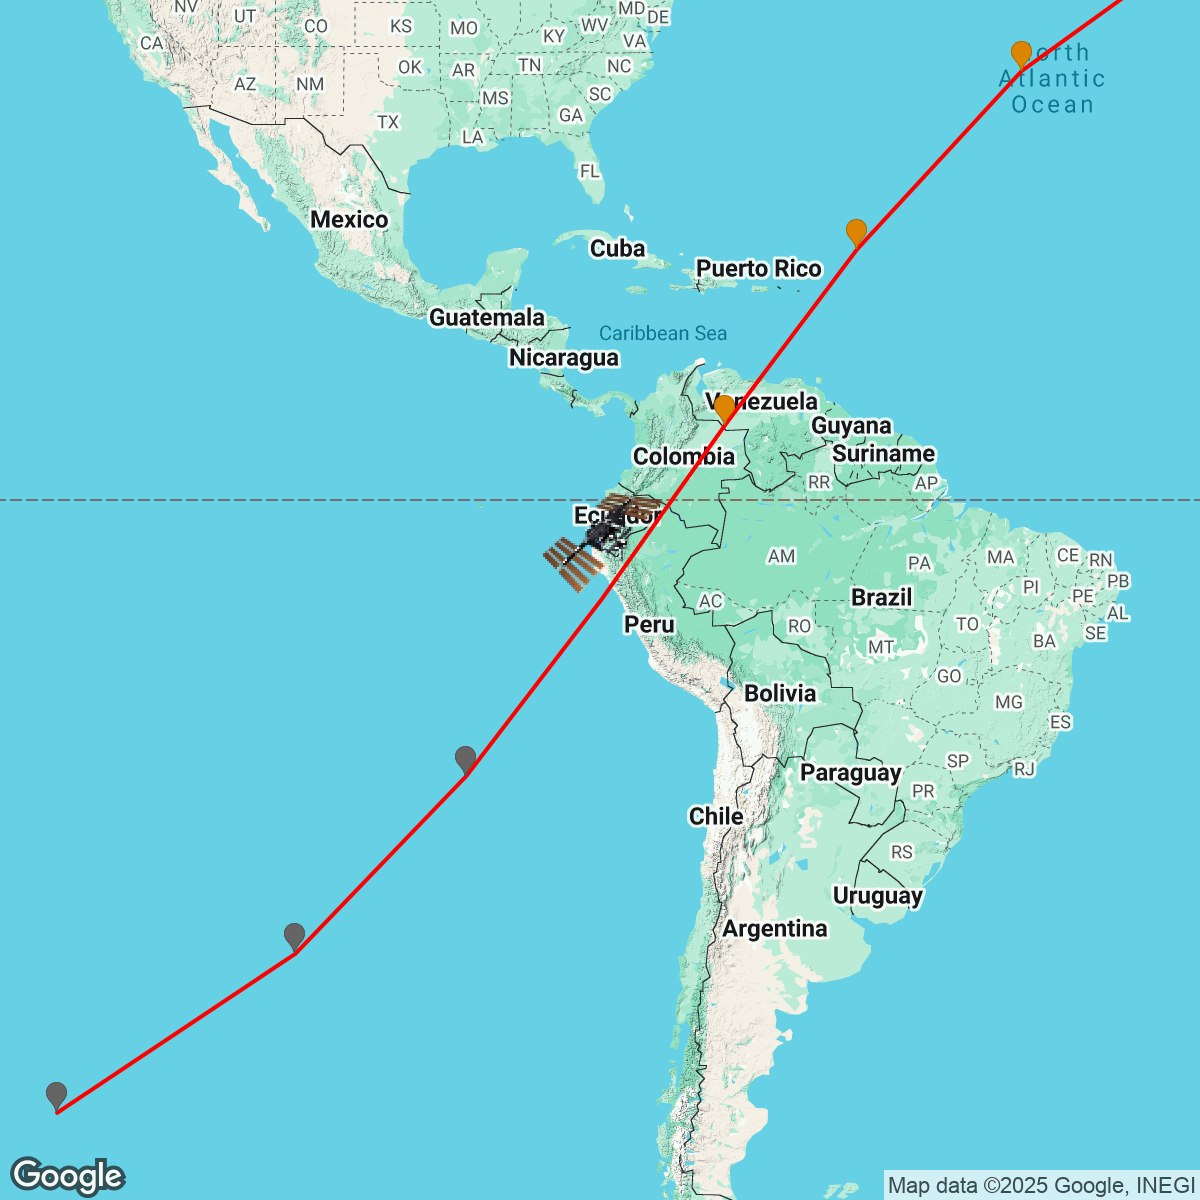 NV
UT
CO
KS
MO
WV
MD
DE
KY
VA
CA
AZ
NM
OK
AR
TN
NC
MS
SC
GA
TX
LA
FL
North
Atlantic
Ocean
Mexico
Cuba
Puerto Rico
Guatemala
Caribbean Sea
Nicaragua
Venezuela
Guyana
Colombia
Suriname
RR
AP
Ecuador
AM
PA
MA
CE
RN
PI
PB
PE
AL
AC
Brazil
Peru
RO
TO
SE
MT
BA
GO
Bolivia
MG
ES
Paraguay
SP
RJ
PR
Chile
RS
Uruguay
Argentina
Google
Map data ©2025 Google, INEGI